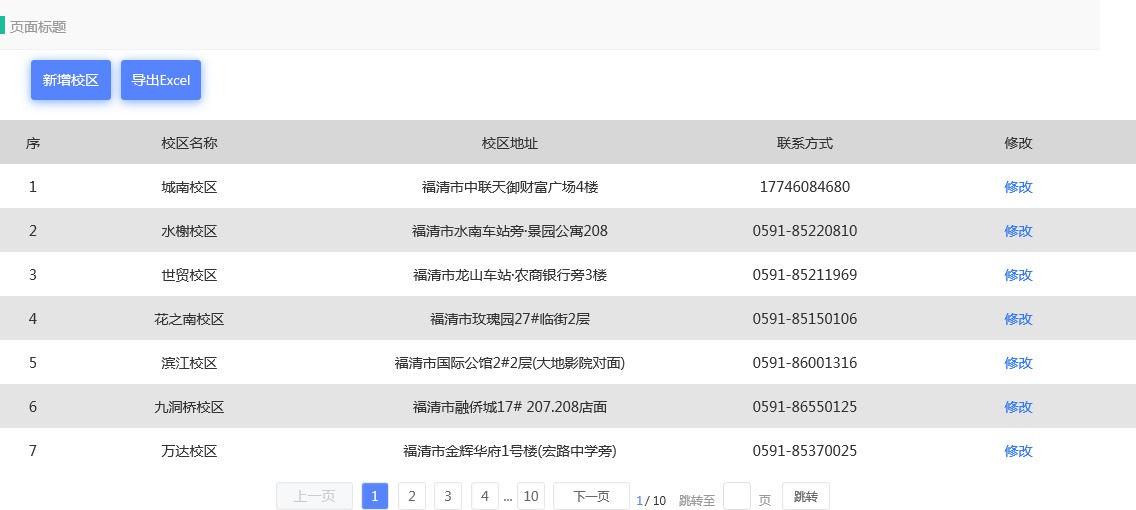 页面标题
新增校区 导出Excel
序 校区名称 校区地址 联系方式 修改
1 城南校区 福清市中联天御财富广场4楼 17746084680 修改
2 水榭校区 福清市水南车站旁·景园公寓208 0591-85220810 修改
3 世贸校区 福清市龙山车站·农商银行旁3楼 0591-85211969 修改
4 花之南校区 福清市玫瑰园27#临街2层 0591-85150106 修改
5 滨江校区 福清市国际公馆2#2层(大地影院对面) 0591-86001316 修改
6 九洞桥校区 福清市融侨城17# 207.208店面 0591-86550125 修改
7 万达校区 福清市金辉华府1号楼(宏路中学旁) 0591-85370025 修改
上一页 1 2 3 4 ... 10 下一页 1 / 10 跳转至 页 跳转